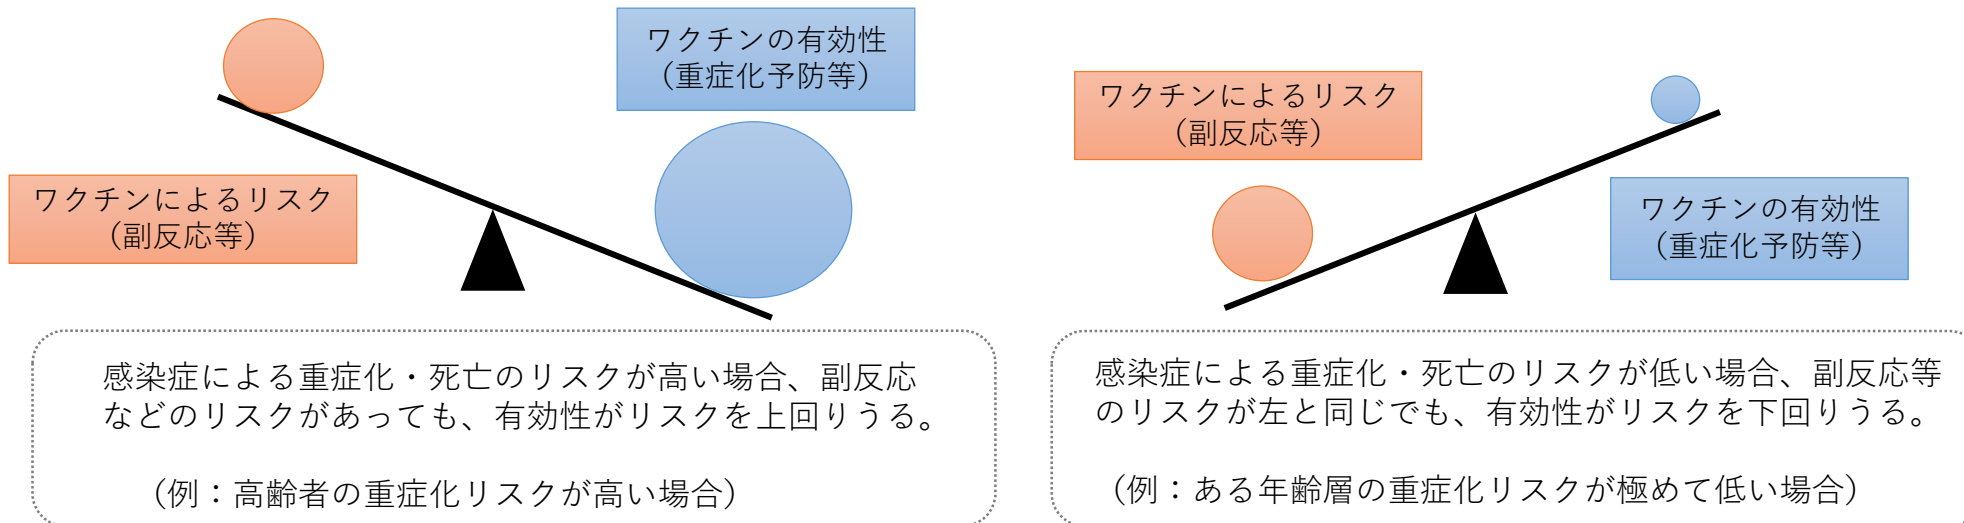 ワクチンの有効性
（重症化予防等）
ワクチンによるリスク
（副反応等）
感染症による重症化・死亡のリスクが高い場合、副反応
などのリスクがあっても、有効性がリスクを上回りうる。
（例：高齢者の重症化リスクが高い場合）
ワクチンによるリスク
（副反応等）
ワクチンの有効性
（重症化予防等）
感染症による重症化・死亡のリスクが低い場合、副反応等
のリスクが左と同じでも、有効性がリスクを下回りうる。
（例：ある年齢層の重症化リスクが極めて低い場合）